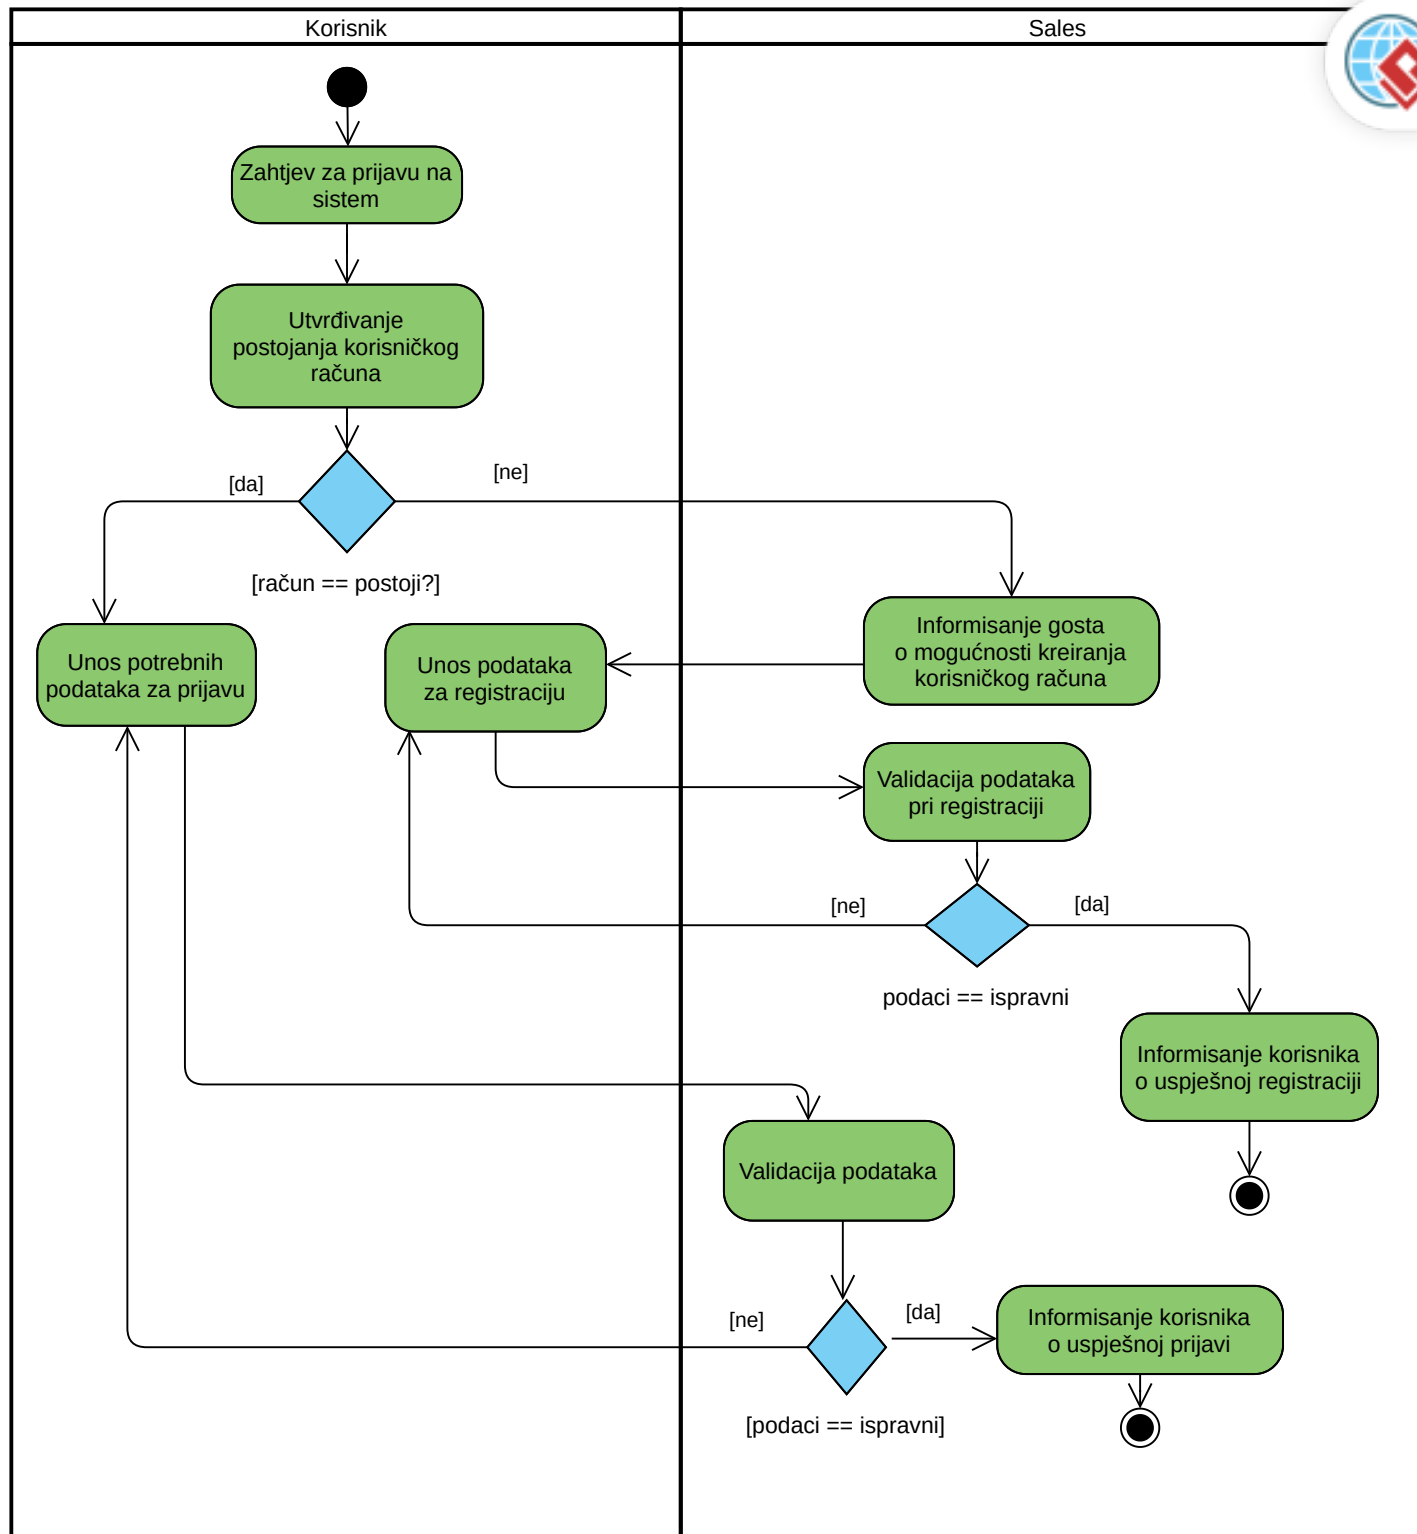 Korisnik
Sales
Zahtjev za prijavu na
sistem
Utvrđivanje
postojanja korisničkog
računa
[da]
[ne]
[račun == postoji?]
Unos potrebnih
podataka za prijavu
Unos podataka
za registraciju
Informisanje gosta
o mogućnosti kreiranja
korisničkog računa
Validacija podataka
pri registraciji
[ne]
[da]
podaci == ispravni
Informisanje korisnika
o uspješnoj registraciji
Validacija podataka
[ne]
[da]
Informisanje korisnika
o uspješnoj prijavi
[podaci == ispravni]